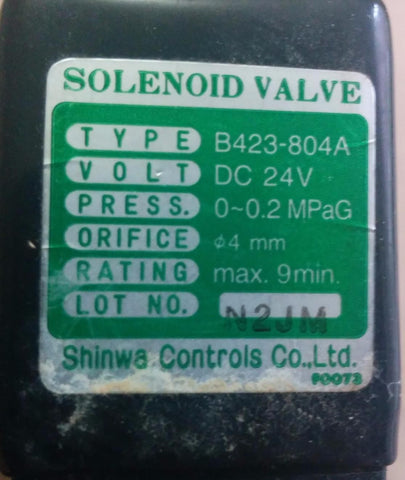 SOLENOID VALVE
TYPE B423-804A
VOLT DC 24V
PRESS. 0~0.2 MPaG
ORIFICE φ4 mm
RATING max. 9min.
LOT NO. N2JM
Shinwa Controls Co.,Ltd.
P0073